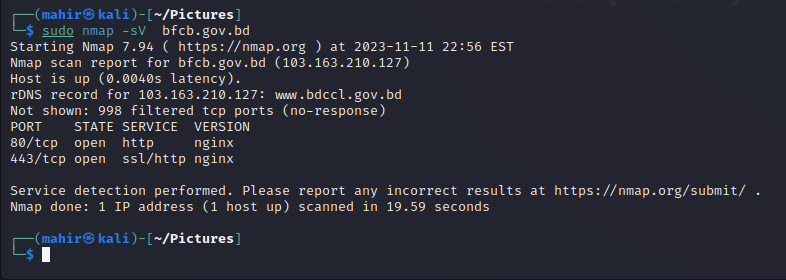 ┌──(mahir㉿kali)-[~/Pictures]
└─$ sudo nmap -sV  bfcb.gov.bd
Starting Nmap 7.94 ( https://nmap.org ) at 2023-11-11 22:56 EST
Nmap scan report for bfcb.gov.bd (103.163.210.127)
Host is up (0.0040s latency).
rDNS record for 103.163.210.127: www.bdccl.gov.bd
Not shown: 998 filtered tcp ports (no-response)
PORT    STATE SERVICE  VERSION
80/tcp  open  http     nginx
443/tcp open  ssl/http nginx
Service detection performed. Please report any incorrect results at https://nmap.org/submit/ .
Nmap done: 1 IP address (1 host up) scanned in 19.59 seconds
┌──(mahir㉿kali)-[~/Pictures]
└─$